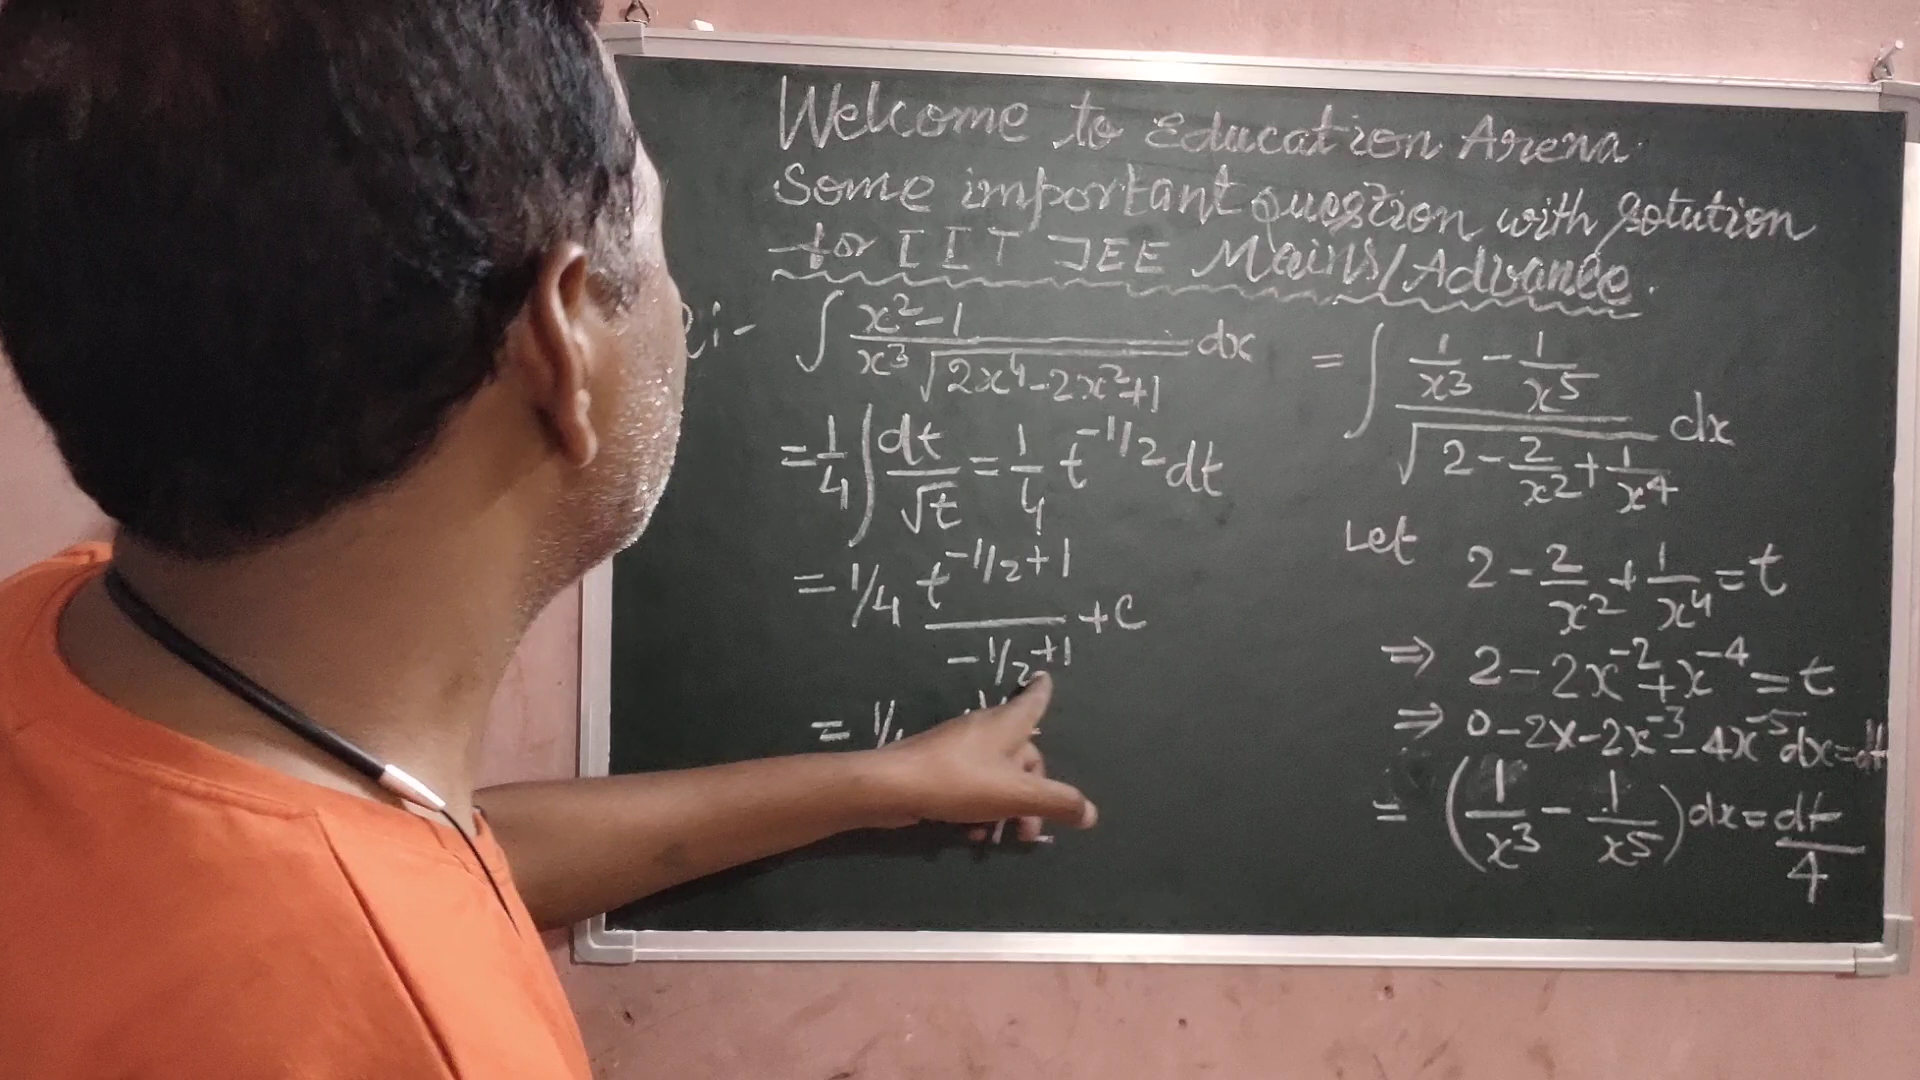 Welcome to Education Arena.
Some important question with solution
for IIT JEE Mains/Advance.
∫ x²-1 / x³√2x⁴-2x²+1 dx
= 1/4 ∫ dt/√t = 1/4 t^-1/2 dt
= 1/4 t^-1/2+1 / -1/2+1 + C
=
= ∫ 1/x³ - 1/x⁵ / √2 - 2/x² + 1/x⁴ dx
Let 2 - 2/x² + 1/x⁴ = t
⇒ 2 - 2x⁻² + x⁻⁴ = t
⇒ 0 - 2x - 2x⁻³ - 4x⁻⁵ dx = dt
= (1/x³ - 1/x⁵) dx = dt/4